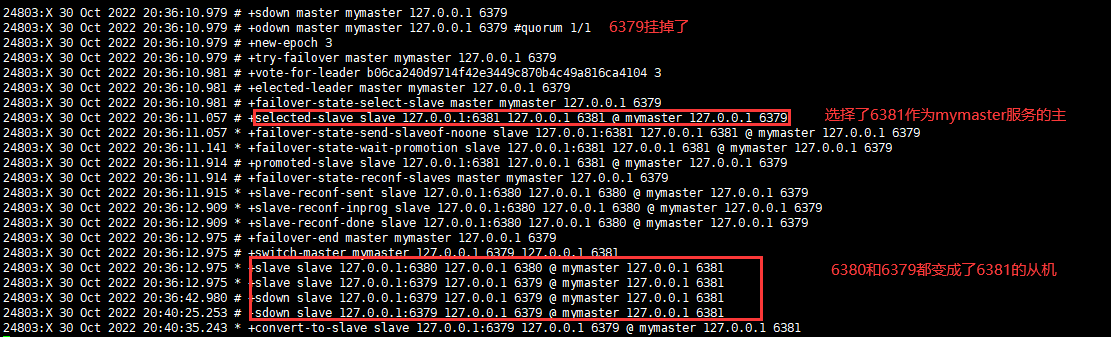 24803:X 30 Oct 2022 20:36:10.979 # +sdown master mymaster 127.0.0.1 6379
24803:X 30 Oct 2022 20:36:10.979 # +odown master mymaster 127.0.0.1 6379 #quorum 1/1 6379挂掉了
24803:X 30 Oct 2022 20:36:10.979 # +new-epoch 3
24803:X 30 Oct 2022 20:36:10.979 # +try-failover master mymaster 127.0.0.1 6379
24803:X 30 Oct 2022 20:36:10.981 # +vote-for-leader b06ca240d9714f42e3449c870b4c49a816ca4104 3
24803:X 30 Oct 2022 20:36:10.981 # +elected-leader master mymaster 127.0.0.1 6379
24803:X 30 Oct 2022 20:36:10.981 # +failover-state-select-slave master mymaster 127.0.0.1 6379
24803:X 30 Oct 2022 20:36:11.057 # +selected-slave slave 127.0.0.1:6381 127.0.0.1 6381 @ mymaster 127.0.0.1 6379 选择了6381作为mymaster服务的主
24803:X 30 Oct 2022 20:36:11.057 * +failover-state-send-slaveof-noone slave 127.0.0.1:6381 127.0.0.1 6381 @ mymaster 127.0.0.1 6379
24803:X 30 Oct 2022 20:36:11.141 * +failover-state-wait-promotion slave 127.0.0.1:6381 127.0.0.1 6381 @ mymaster 127.0.0.1 6379
24803:X 30 Oct 2022 20:36:11.914 # +promoted-slave slave 127.0.0.1:6381 127.0.0.1 6381 @ mymaster 127.0.0.1 6379
24803:X 30 Oct 2022 20:36:11.914 # +failover-state-reconf-slaves master mymaster 127.0.0.1 6379
24803:X 30 Oct 2022 20:36:11.915 * +slave-reconf-sent slave 127.0.0.1:6380 127.0.0.1 6380 @ mymaster 127.0.0.1 6379
24803:X 30 Oct 2022 20:36:12.909 * +slave-reconf-inprog slave 127.0.0.1:6380 127.0.0.1 6380 @ mymaster 127.0.0.1 6379
24803:X 30 Oct 2022 20:36:12.909 * +slave-reconf-done slave 127.0.0.1:6380 127.0.0.1 6380 @ mymaster 127.0.0.1 6379
24803:X 30 Oct 2022 20:36:12.975 # +failover-end master mymaster 127.0.0.1 6379
24803:X 30 Oct 2022 20:36:12.975 # +switch-master mymaster 127.0.0.1 6379 127.0.0.1 6381
24803:X 30 Oct 2022 20:36:12.975 * +slave slave 127.0.0.1:6380 127.0.0.1 6380 @ mymaster 127.0.0.1 6381 6380和6379都变成了6381的从机
24803:X 30 Oct 2022 20:36:12.975 * +slave slave 127.0.0.1:6379 127.0.0.1 6379 @ mymaster 127.0.0.1 6381
24803:X 30 Oct 2022 20:36:42.980 # +sdown slave 127.0.0.1:6379 127.0.0.1 6379 @ mymaster 127.0.0.1 6381
24803:X 30 Oct 2022 20:40:25.253 # -sdown slave 127.0.0.1:6379 127.0.0.1 6379 @ mymaster 127.0.0.1 6381
24803:X 30 Oct 2022 20:40:35.243 * +convert-to-slave slave 127.0.0.1:6379 127.0.0.1 6379 @ mymaster 127.0.0.1 6381